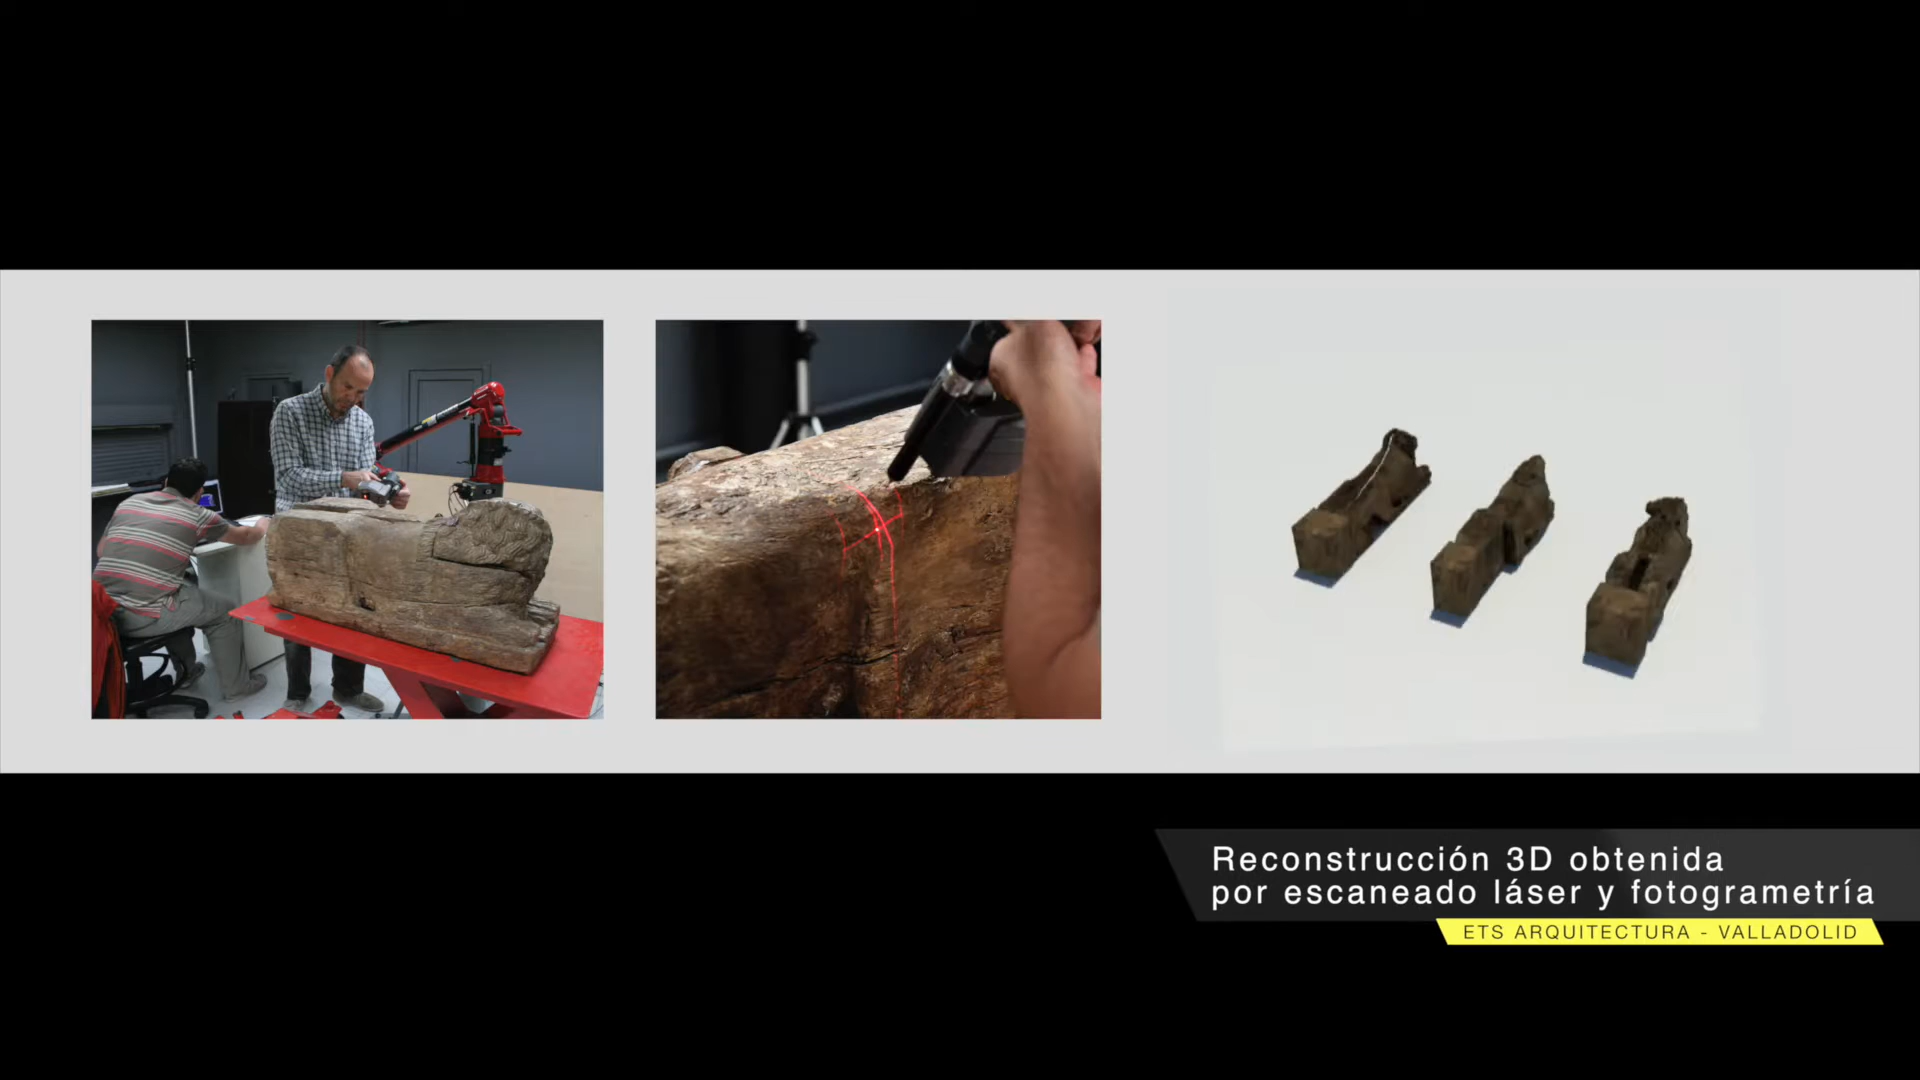 Reconstrucción 3D obtenida
por escaneado láser y fotogrametría
ETS ARQUITECTURA - VALLADOLID